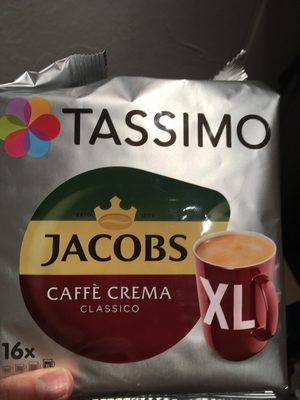 TASSIMO
JACOBS
CAFFÈ CREMA
CLASSICO
XL
16x